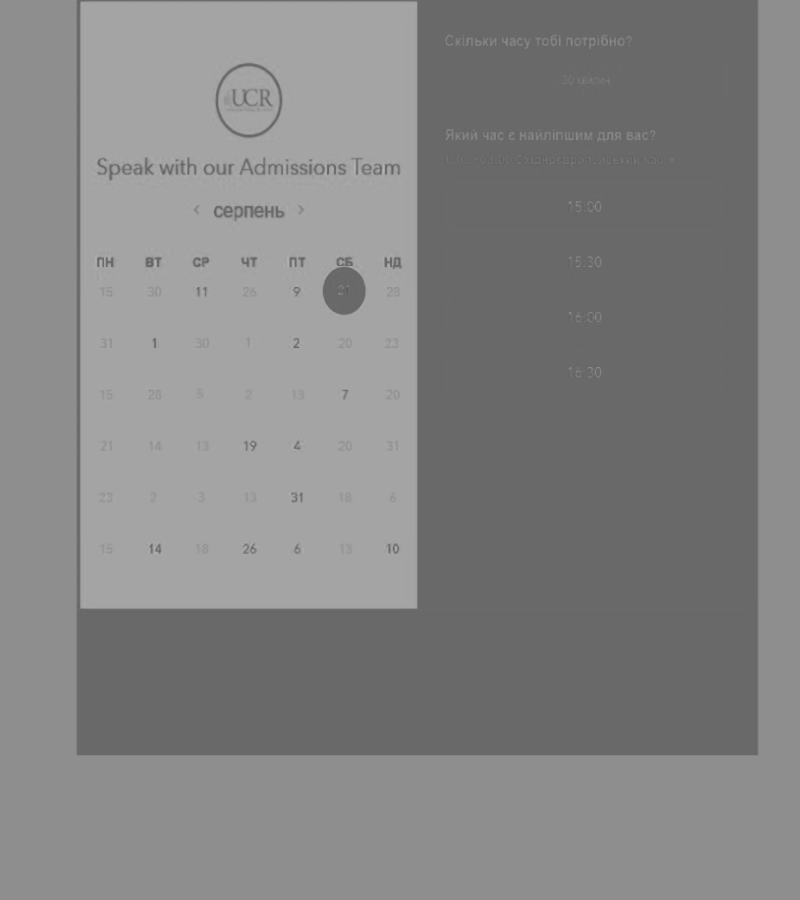 UCR
Speak with our Admissions Team
‹ серпень ›
ПН ВТ СР ЧТ ПТ СБ НД
15 30 11 26 9 21 28
31 1 30 1 2 20 23
15 28 5 2 13 7 20
21 14 13 19 4 20 31
23 2 3 13 31 18 6
15 14 18 26 6 13 10
Скільки часу тобі потрібно?
30 хвилин
Який час є найліпшим для вас?
15:00
15:30
16:00
16:30